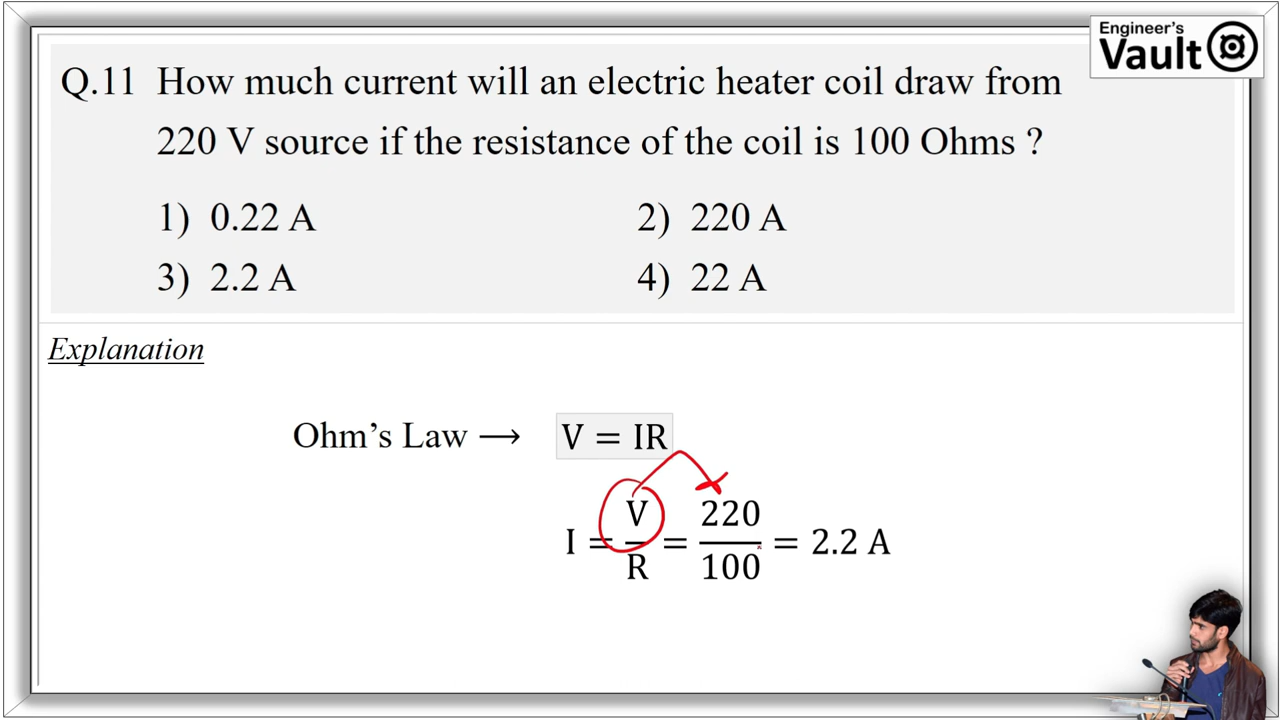 Engineer's
Vault
Q.11 How much current will an electric heater coil draw from
220 V source if the resistance of the coil is 100 Ohms ?
1) 0.22 A 2) 220 A
3) 2.2 A 4) 22 A
Explanation
Ohm's Law ⟶ V = IR
I = V/R = 220/100 = 2.2 A